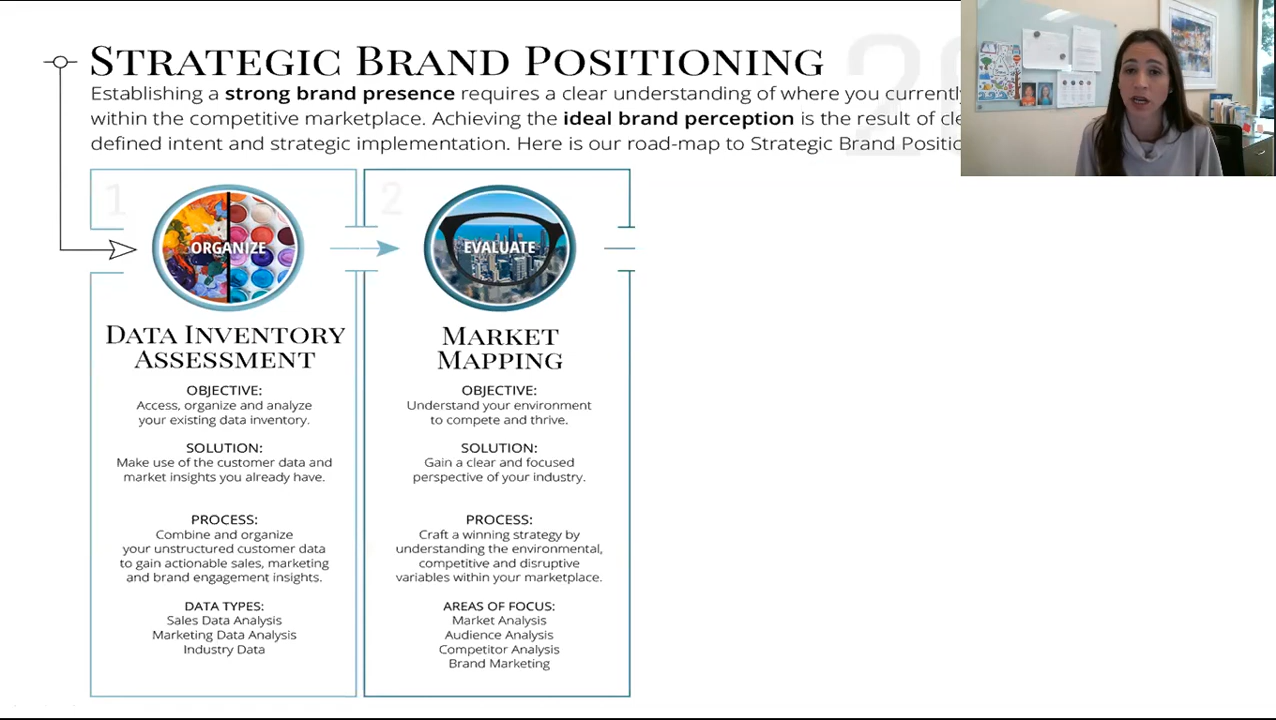 STRATEGIC BRAND POSITIONING
Establishing a strong brand presence requires a clear understanding of where you currently
within the competitive marketplace. Achieving the ideal brand perception is the result of
defined intent and strategic implementation. Here is our road-map to Strategic Brand
1
ORGANIZE
DATA INVENTORY
ASSESSMENT
OBJECTIVE:
Access, organize and analyze
your existing data inventory.
SOLUTION:
Make use of the customer data and
market insights you already have.
PROCESS:
Combine and organize
your unstructured customer data
to gain actionable sales, marketing
and brand engagement insights.
DATA TYPES:
Sales Data Analysis
Marketing Data Analysis
Industry Data
2
EVALUATE
MARKET
MAPPING
OBJECTIVE:
Understand your environment
to compete and thrive.
SOLUTION:
Gain a clear and focused
perspective of your industry.
PROCESS:
Craft a winning strategy by
understanding the environmental,
competitive and disruptive
variables within your marketplace.
AREAS OF FOCUS:
Market Analysis
Audience Analysis
Competitor Analysis
Brand Marketing